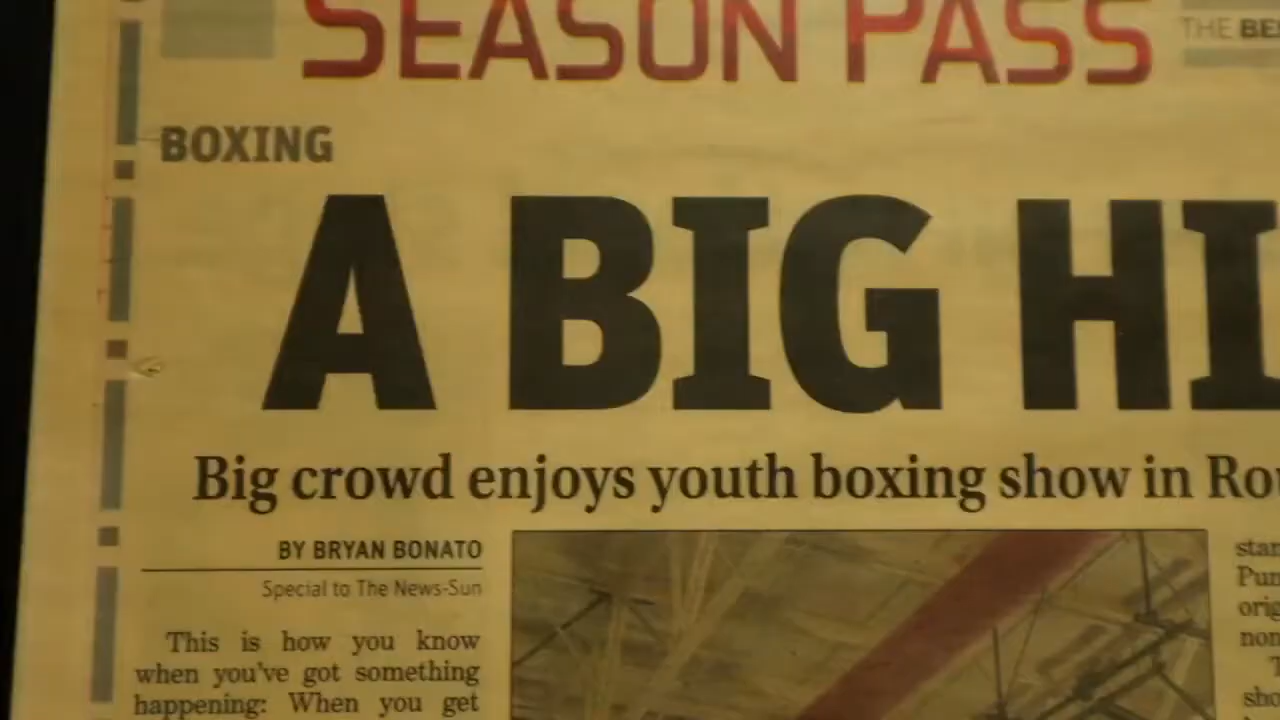 SEASON PASS
THE
BOXING
A BIG
Big crowd enjoys youth boxing show in
BY BRYAN BONATO
Special to The News-Sun
This is how you know
when you've got something
happening: When you get